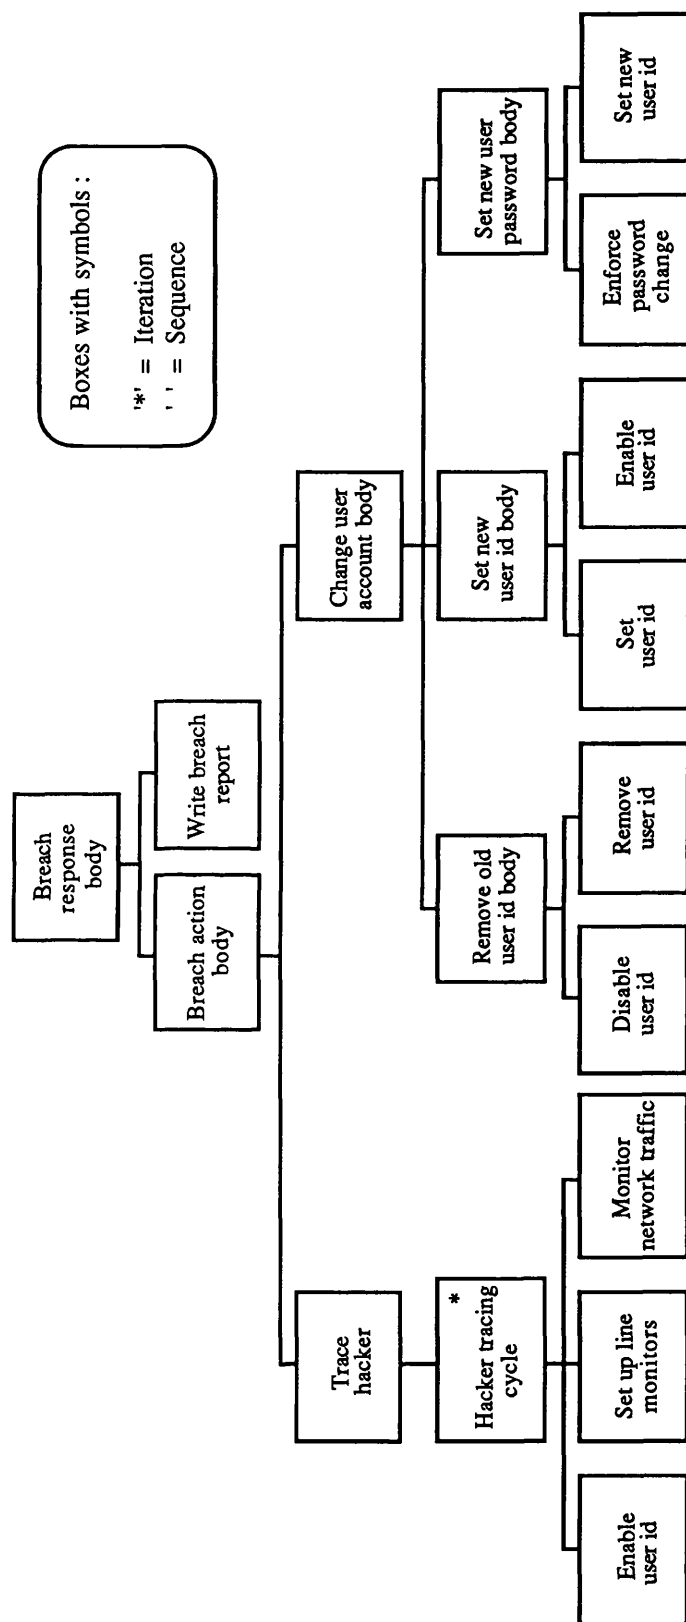 Boxes with symbols :
'*' = Iteration
' ' = Sequence
Breach
response
body
Breach action
body
Write breach
report
Trace
hacker
Change user
account body
*
Hacker tracing
cycle
Remove old
user id body
Set new
user id body
Set new user
password body
Enable
user id
Set up line
monitors
Monitor
network traffic
Disable
user id
Remove
user id
Set
user id
Enable
user id
Enforce
password
change
Set new
user id